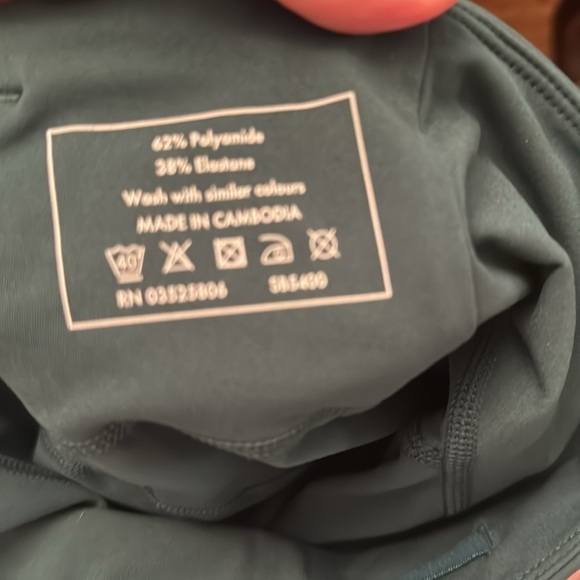 62% Polyamide
38% Elastane
Wash with similar colours
MADE IN CAMBODIA
40
RN 03525806 SB5400